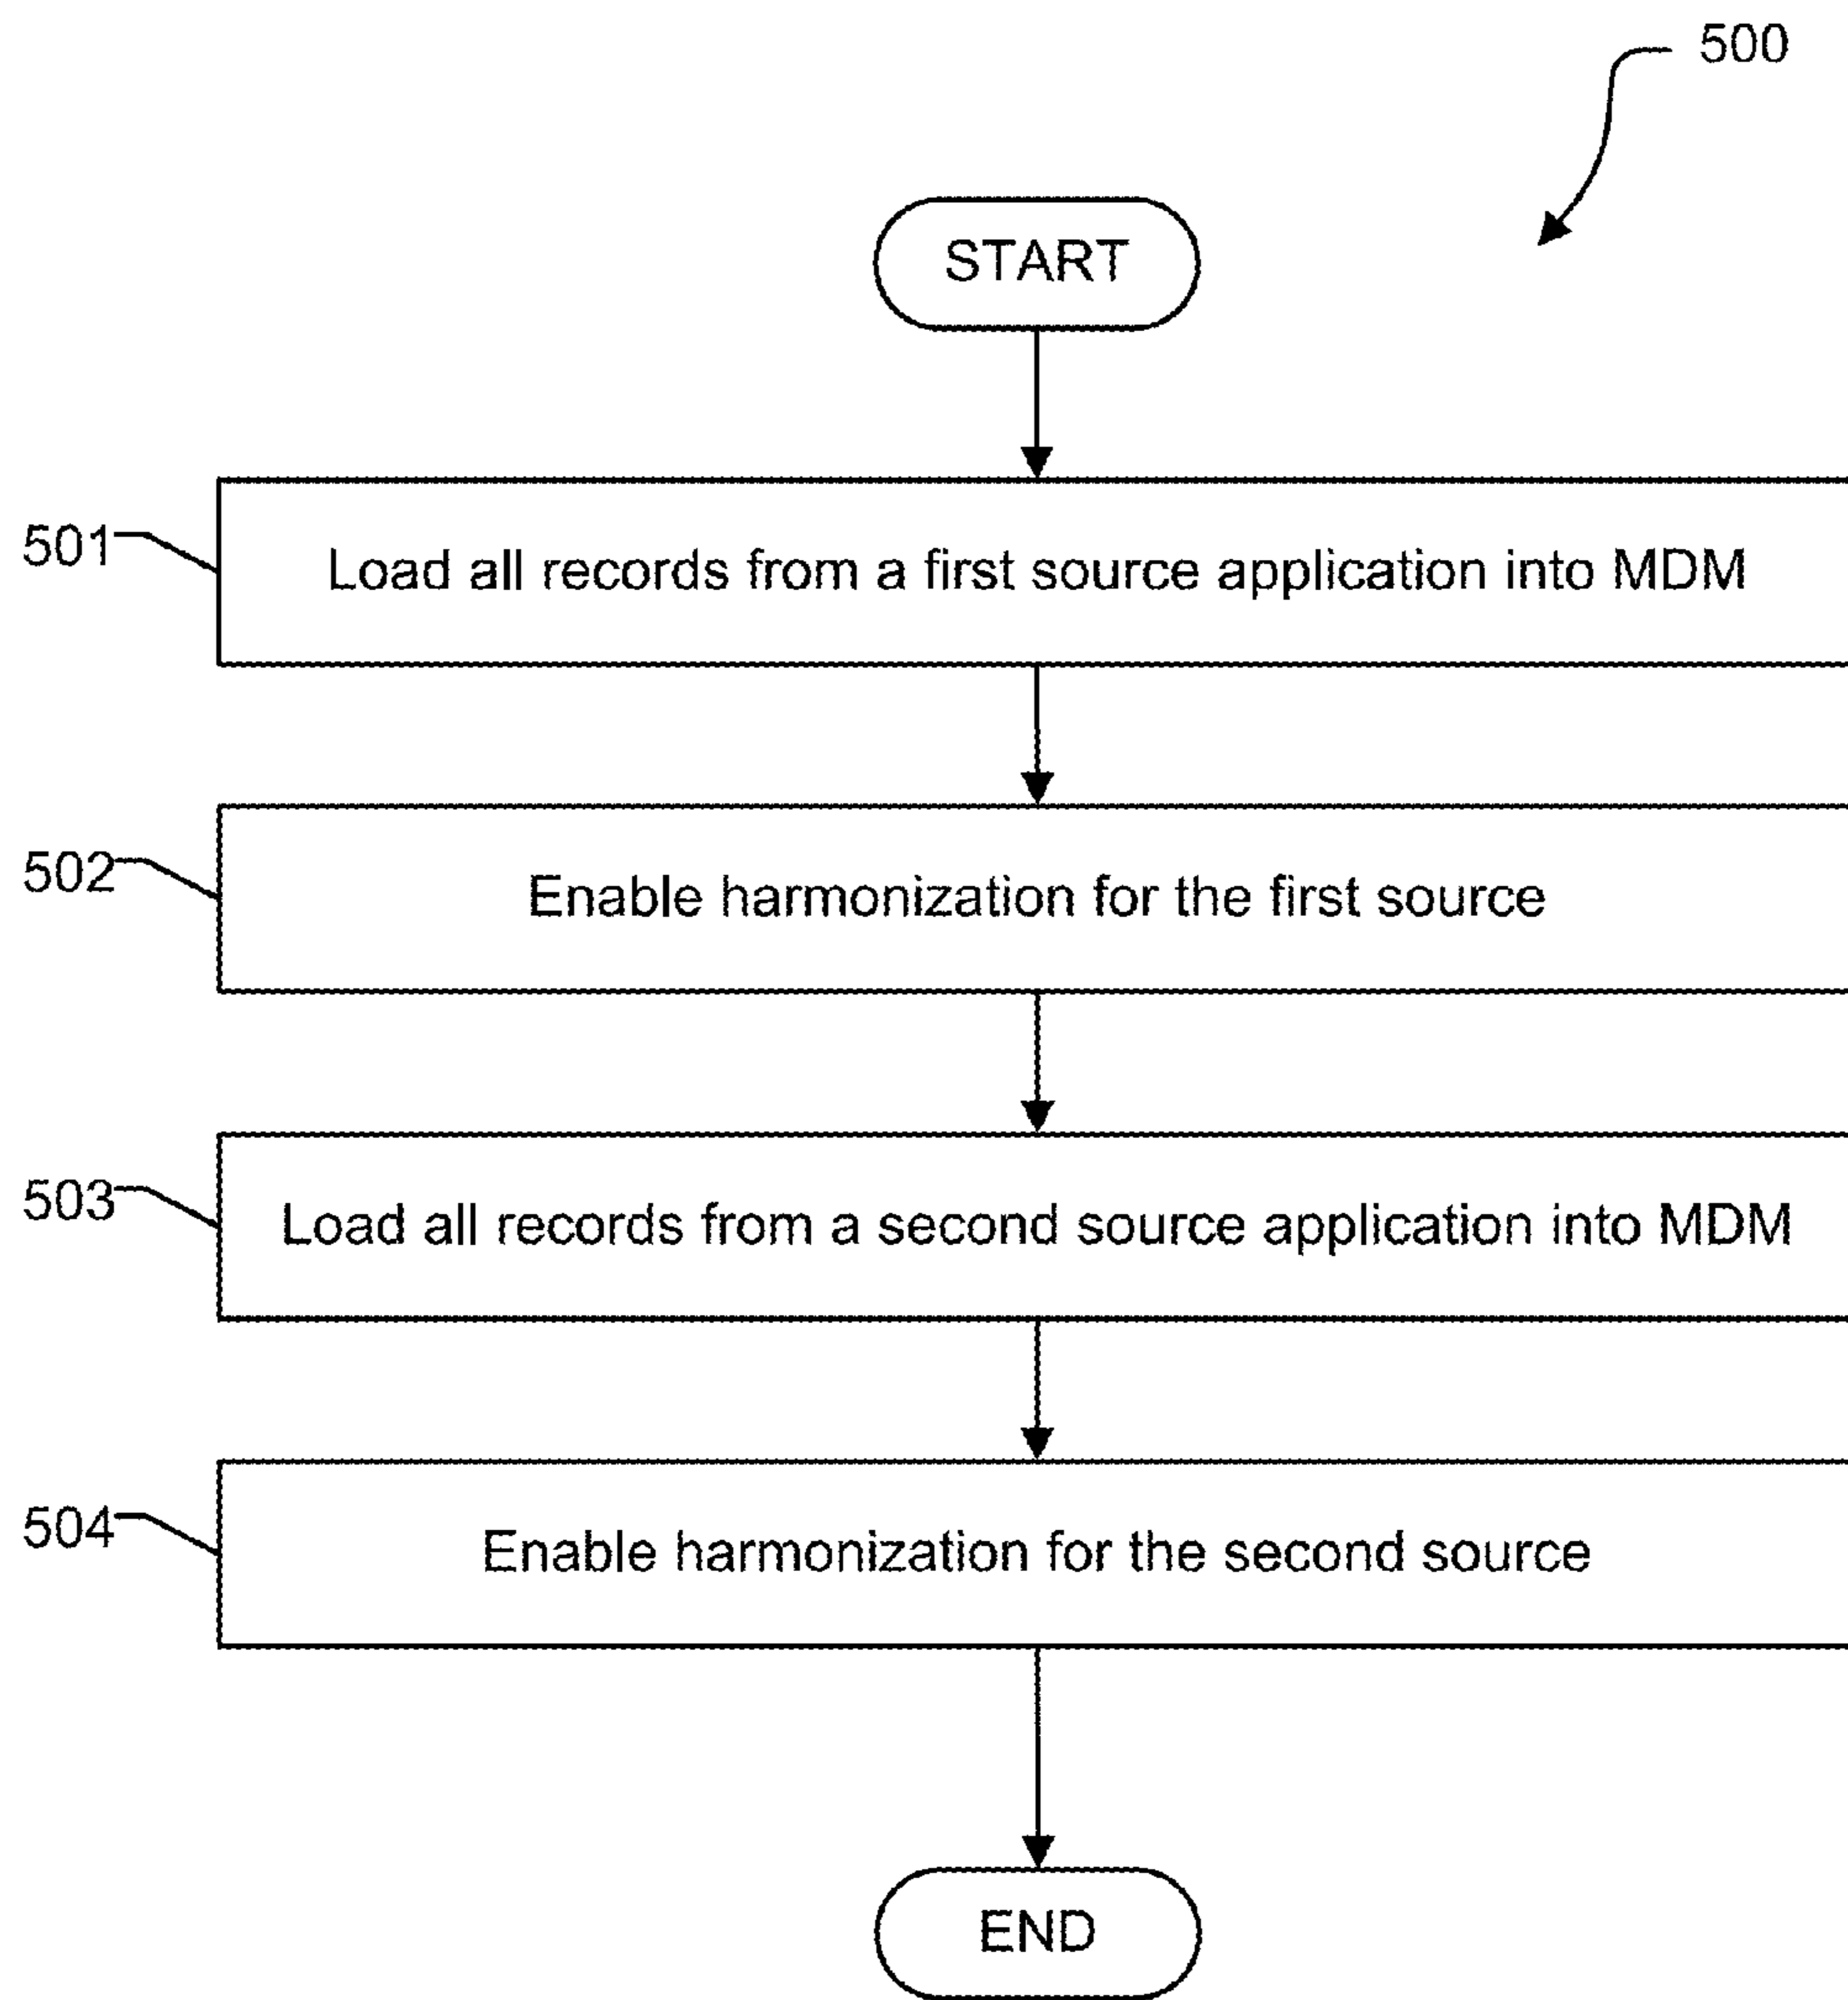 500
START
501
Load all records from a first source application into MDM
502
Enable harmonization for the first source
503
Load all records from a second source application into MDM
504
Enable harmonization for the second source
END